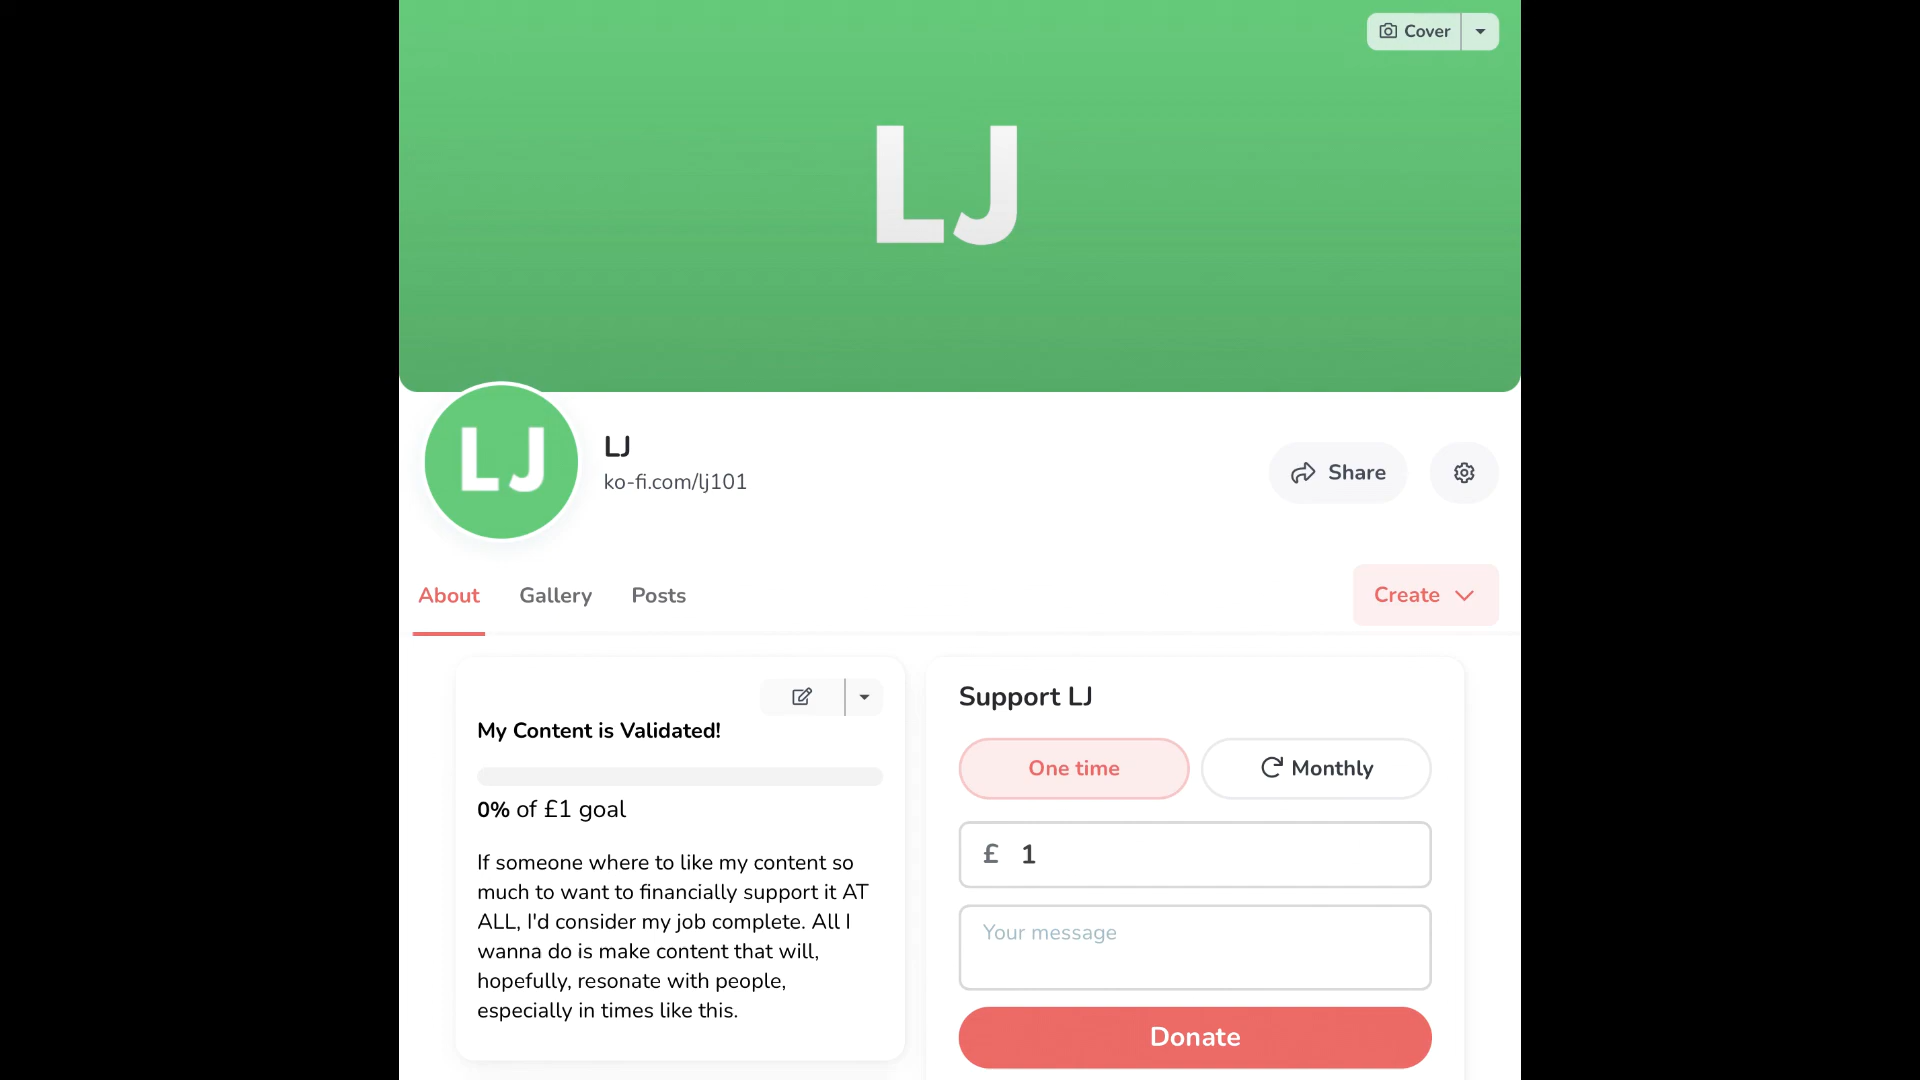 Cover
LJ
LJ
LJ
ko-fi.com/lj101
Share
About
Gallery
Posts
Create
My Content is Validated!
0% of £1 goal
If someone where to like my content so
much to want to financially support it AT
ALL, I'd consider my job complete. All I
wanna do is make content that will,
hopefully, resonate with people,
especially in times like this.
Support LJ
One time
Monthly
£ 1
Your message
Donate